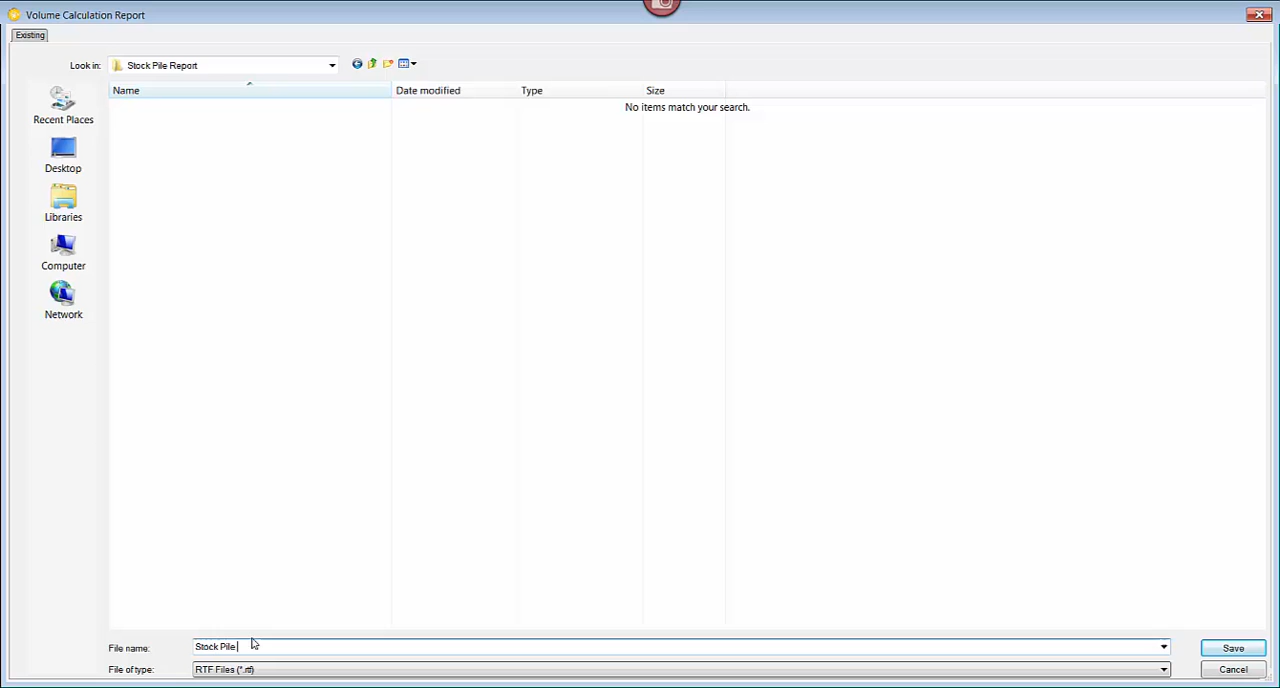 Volume Calculation Report
Existing
Look in: Stock Pile Report
Name Date modified Type Size
No items match your search.
Recent Places
Desktop
Libraries
Computer
Network
File name: Stock Pile Save
File of type: RTF Files (*.rtf) Cancel